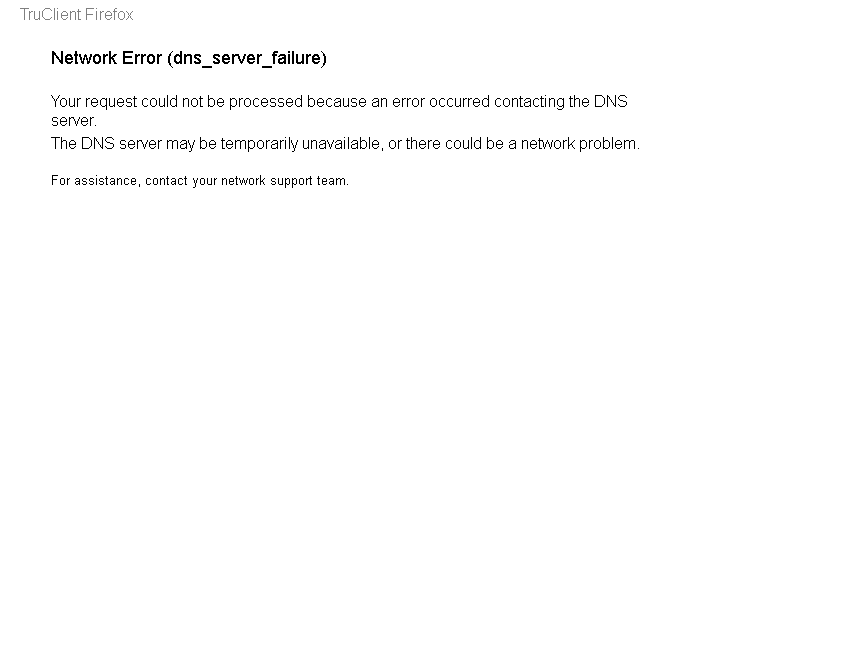 TruClient Firefox
Network Error (dns_server_failure)
Your request could not be processed because an error occurred contacting the DNS
server.
The DNS server may be temporarily unavailable, or there could be a network problem.
For assistance, contact your network support team.